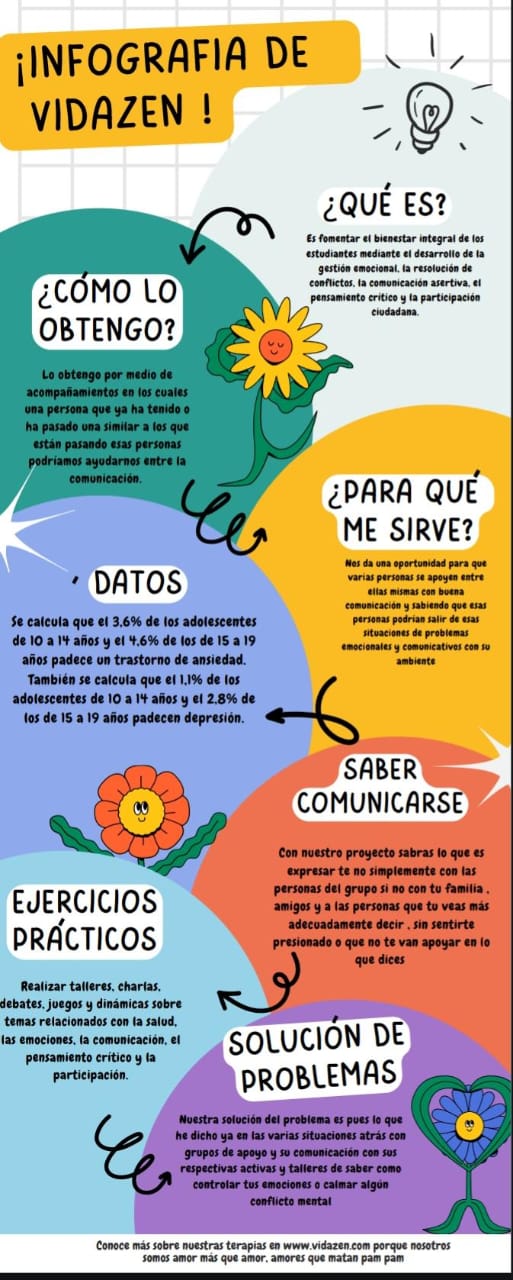 ¡INFOGRAFIA DE
VIDAZEN !
¿QUÉ ES?
Es fomentar el bienestar integral de los
estudiantes mediante el desarrollo de la
gestión emocional, la resolución de
conflictos, la comunicación asertiva, el
pensamiento crítico y la participación
ciudadana.
¿CÓMO LO
OBTENGO?
Lo obtengo por medio de
acompañamientos en los cuales
una persona que ya ha tenido o
ha pasado una similar a los que
están pasando esas personas
podríamos ayudarnos entre la
comunicación.
¿PARA QUÉ
ME SIRVE?
Nos da una oportunidad para que
varias personas se apoyen entre
ellas mismas con buena
comunicación y sabiendo que esas
personas podrían salir de esas
situaciones de problemas
emocionales y comunicativos con su
ambiente
DATOS
Se calcula que el 3,6% de los adolescentes
de 10 a 14 años y el 4,6% de los de 15 a 19
años padece un trastorno de ansiedad.
También se calcula que el 1,1% de los
adolescentes de 10 a 14 años y el 2,8% de
los de 15 a 19 años padecen depresión.
SABER
COMUNICARSE
Con nuestro proyecto sabras lo que es
expresar te no simplemente con las
personas del grupo si no con tu familia ,
amigos y a las personas que tu veas más
adecuadamente decir , sin sentirte
presionado o que no te van apoyar en lo
que dices
EJERCICIOS
PRÁCTICOS
Realizar talleres, charlas,
debates, juegos y dinámicas sobre
temas relacionados con la salud,
las emociones, la comunicación, el
pensamiento crítico y la
participación.
SOLUCIÓN DE
PROBLEMAS
Nuestra solución del problema es pues lo que
he dicho ya en las varias situaciones atrás con
grupos de apoyo y su comunicación con sus
respectivas activas y talleres de saber como
controlar tus emociones o calmar algún
conflicto mental
Conoce más sobre nuestras terapias en www.vidazen.com porque nosotros
somos amor más que amor, amores que matan pam pam